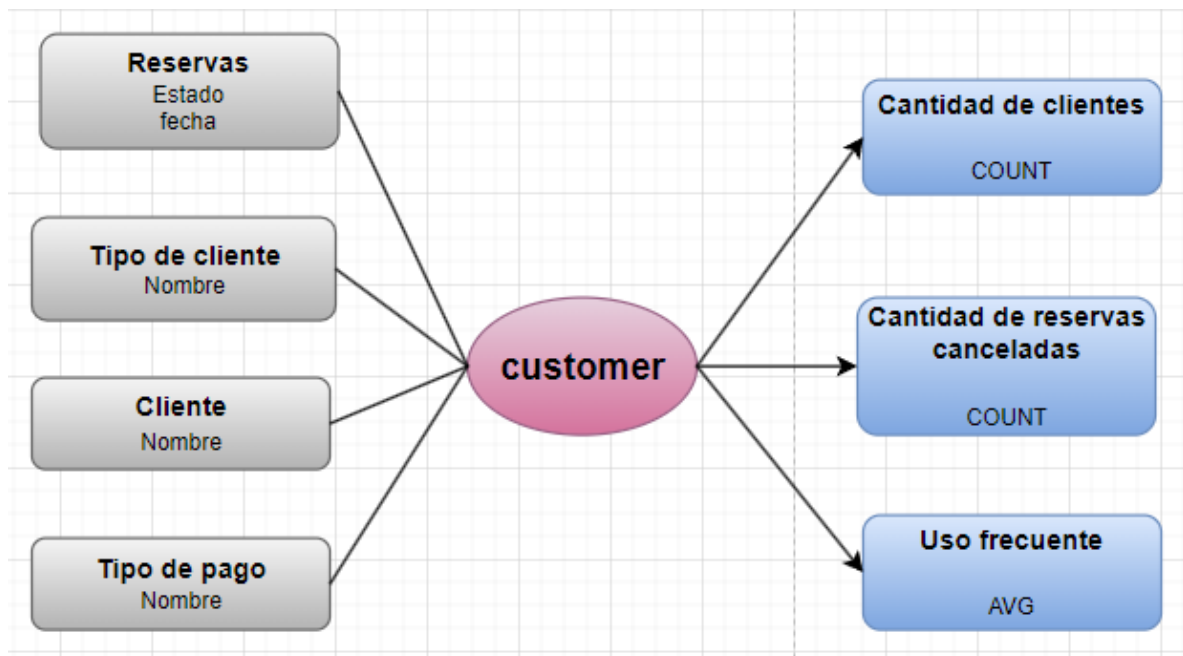 Reservas
Estado
fecha
Tipo de cliente
Nombre
Cliente
Nombre
Tipo de pago
Nombre
customer
Cantidad de clientes
COUNT
Cantidad de reservas
canceladas
COUNT
Uso frecuente
AVG